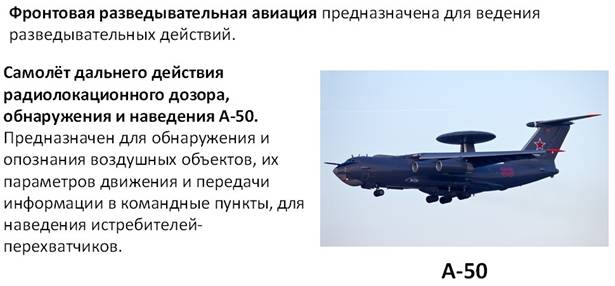 Фронтовая разведывательная авиация предназначена для ведения
разведывательных действий.
Самолёт дальнего действия
радиолокационного дозора,
обнаружения и наведения А-50.
Предназначен для обнаружения и
опознания воздушных объектов, их
параметров движения и передачи
информации в командные пункты, для
наведения истребителей-
перехватчиков.
А-50